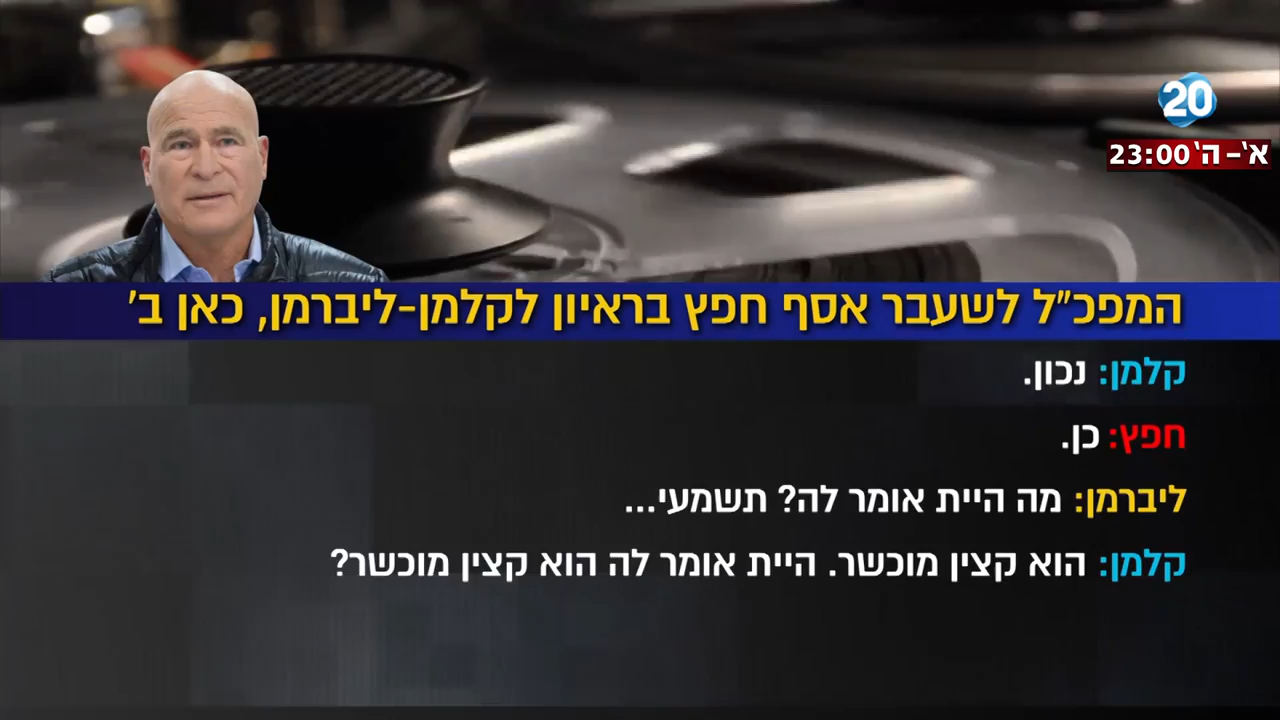 20
א'-ה' 23:00
המפכ"ל לשעבר אסף חפץ בראיון לקלמן-ליברמן, כאן ב'
קלמן: נכון.
חפץ: כן.
ליברמן: מה היית אומר לה? תשמעי...
קלמן: הוא קצין מוכשר. היית אומר לה הוא קצין מוכשר?